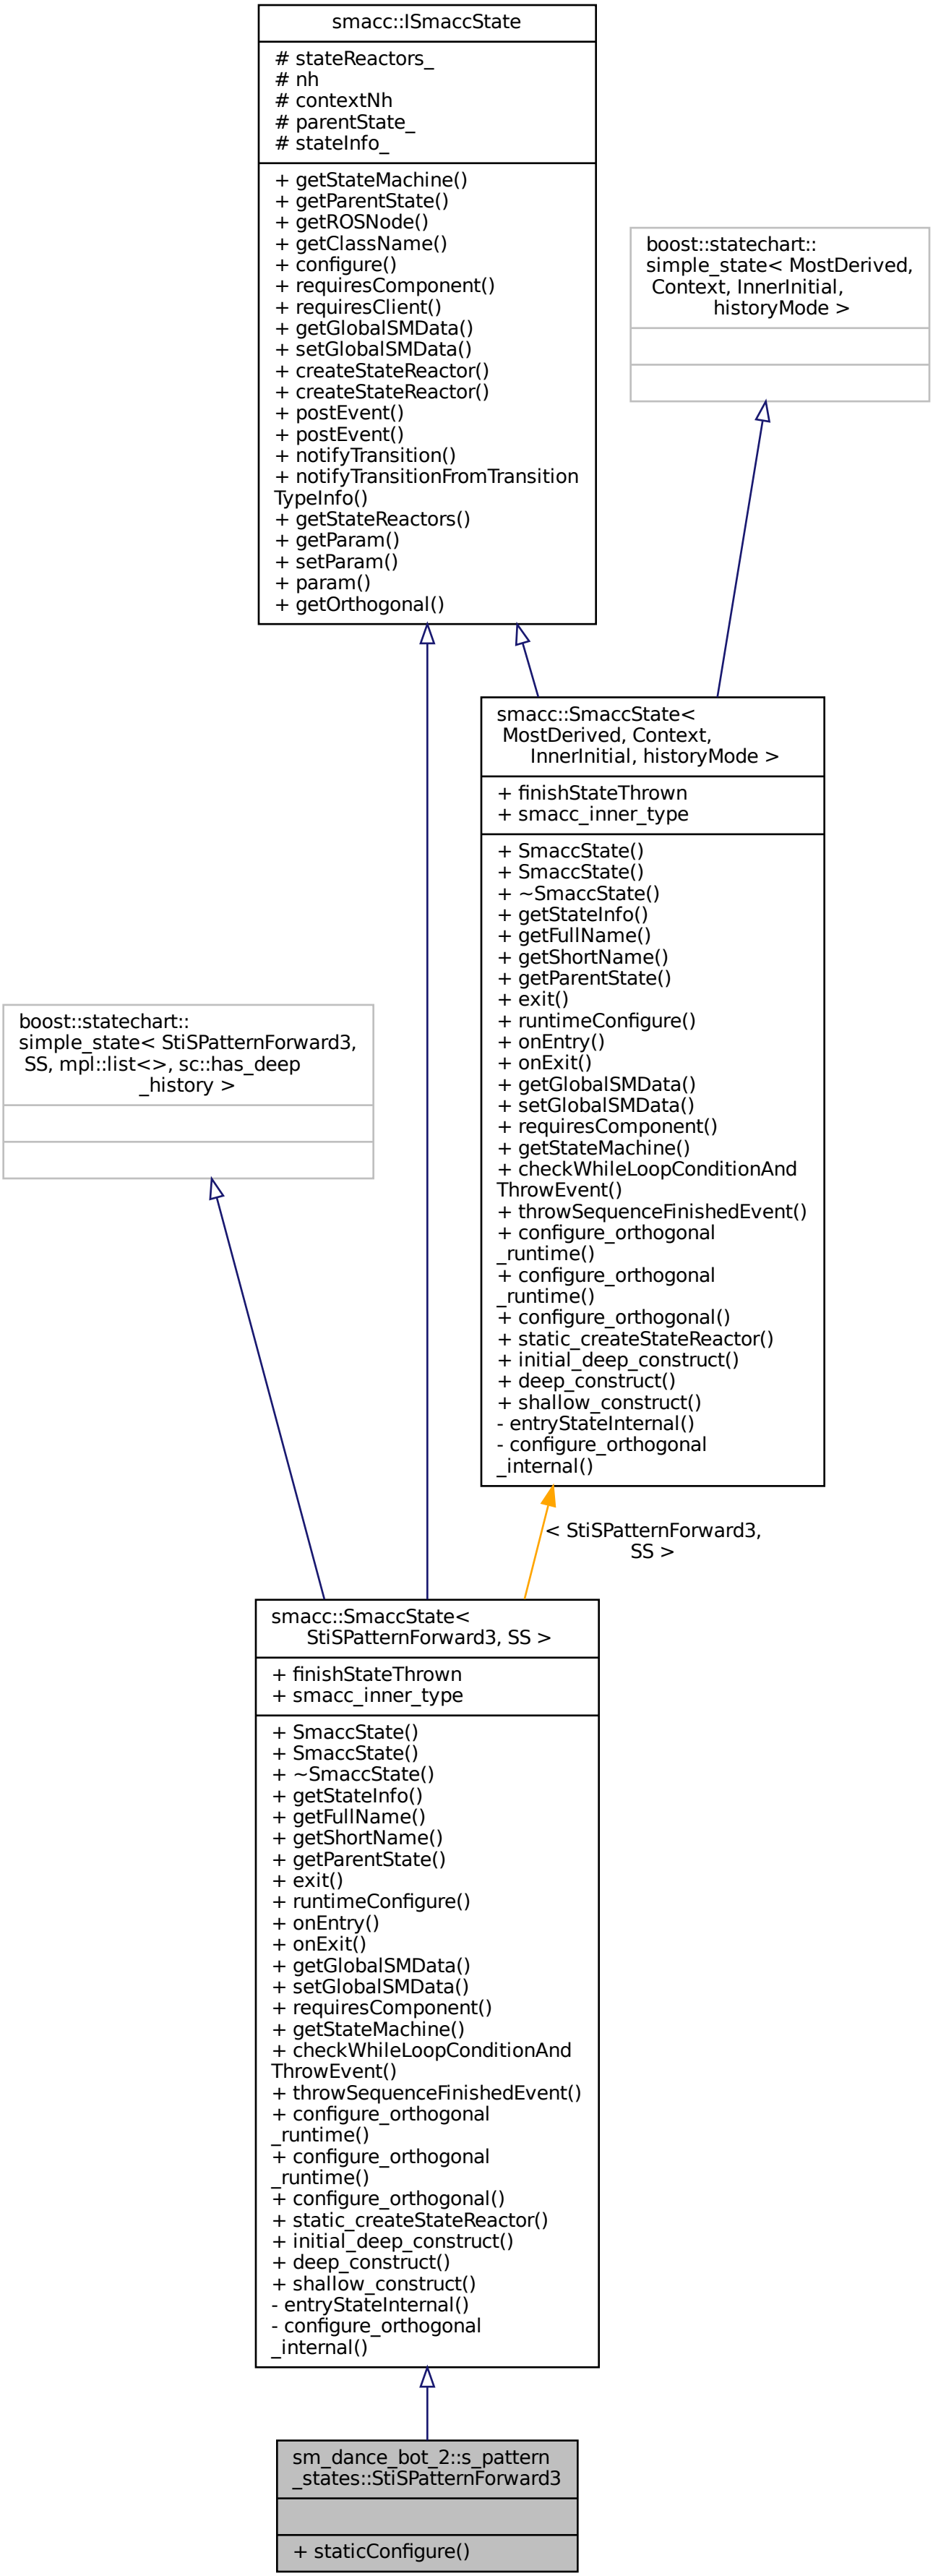 smacc::ISmaccState
# stateReactors_
# nh
# contextNh
# parentState_
# stateInfo_
+ getStateMachine()
+ getParentState()
+ getROSNode()
+ getClassName()
+ configure()
+ requiresComponent()
+ requiresClient()
+ getGlobalSMData()
+ setGlobalSMData()
+ createStateReactor()
+ createStateReactor()
+ postEvent()
+ postEvent()
+ notifyTransition()
+ notifyTransitionFromTransition
TypeInfo()
+ getStateReactors()
+ getParam()
+ setParam()
+ param()
+ getOrthogonal()
boost::statechart::
simple_state< MostDerived,
Context, InnerInitial,
historyMode >
smacc::SmaccState<
MostDerived, Context,
InnerInitial, historyMode >
+ finishStateThrown
+ smacc_inner_type
+ SmaccState()
+ SmaccState()
+ ~SmaccState()
+ getStateInfo()
+ getFullName()
+ getShortName()
+ getParentState()
+ exit()
+ runtimeConfigure()
+ onEntry()
+ onExit()
+ getGlobalSMData()
+ setGlobalSMData()
+ requiresComponent()
+ getStateMachine()
+ checkWhileLoopConditionAnd
ThrowEvent()
+ throwSequenceFinishedEvent()
+ configure_orthogonal
_runtime()
+ configure_orthogonal
_runtime()
+ configure_orthogonal()
+ static_createStateReactor()
+ initial_deep_construct()
+ deep_construct()
+ shallow_construct()
- entryStateInternal()
- configure_orthogonal
_internal()
boost::statechart::
simple_state< StiSPatternForward3,
SS, mpl::list<>, sc::has_deep
_history >
< StiSPatternForward3,
SS >
smacc::SmaccState<
StiSPatternForward3, SS >
+ finishStateThrown
+ smacc_inner_type
+ SmaccState()
+ SmaccState()
+ ~SmaccState()
+ getStateInfo()
+ getFullName()
+ getShortName()
+ getParentState()
+ exit()
+ runtimeConfigure()
+ onEntry()
+ onExit()
+ getGlobalSMData()
+ setGlobalSMData()
+ requiresComponent()
+ getStateMachine()
+ checkWhileLoopConditionAnd
ThrowEvent()
+ throwSequenceFinishedEvent()
+ configure_orthogonal
_runtime()
+ configure_orthogonal
_runtime()
+ configure_orthogonal()
+ static_createStateReactor()
+ initial_deep_construct()
+ deep_construct()
+ shallow_construct()
- entryStateInternal()
- configure_orthogonal
_internal()
sm_dance_bot_2::s_pattern
_states::StiSPatternForward3
+ staticConfigure()